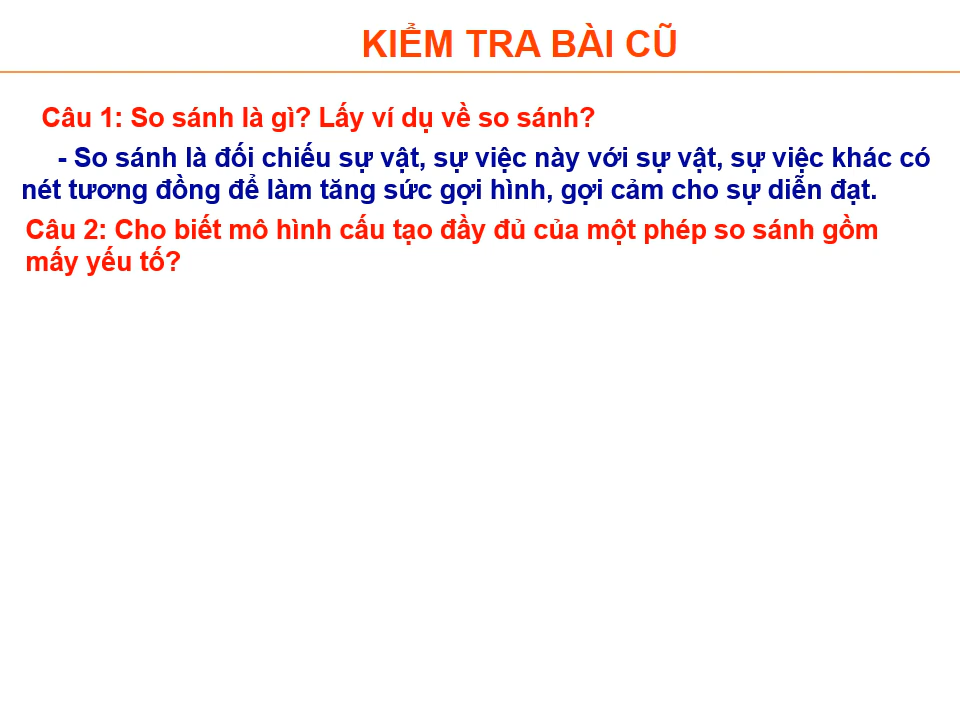 KIỂM TRA BÀI CŨ
Câu 1: So sánh là gì? Lấy ví dụ về so sánh?
- So sánh là đối chiếu sự vật, sự việc này với sự vật, sự việc khác có
nét tương đồng để làm tăng sức gợi hình, gợi cảm cho sự diễn đạt.
Câu 2: Cho biết mô hình cấu tạo đầy đủ của một phép so sánh gồm
mấy yếu tố?